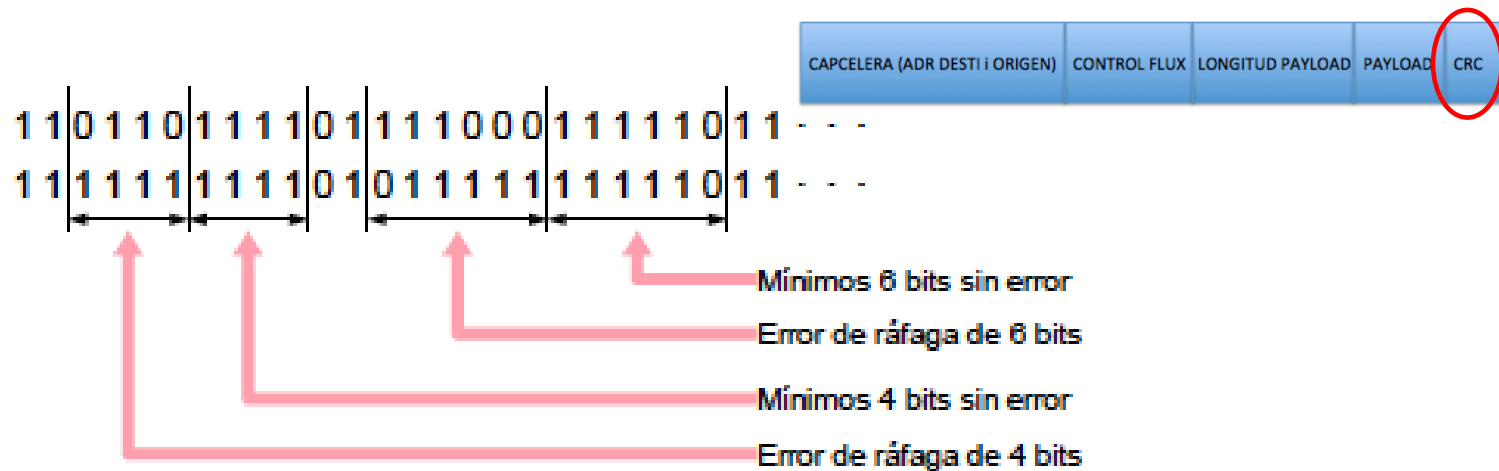 CAPCELERA (ADR DESTI i ORIGEN) CONTROL FLUX LONGITUD PAYLOAD PAYLOAD CRC
1 1 0 1 1 0 1 1 1 1 0 1 1 1 1 0 0 0 1 1 1 1 1 0 1 1 - - -
1 1 1 1 1 1 1 1 1 1 0 1 0 1 1 1 1 1 1 1 1 1 1 0 1 1 - - -
Mínimos 6 bits sin error
Error de ráfaga de 6 bits
Mínimos 4 bits sin error
Error de ráfaga de 4 bits